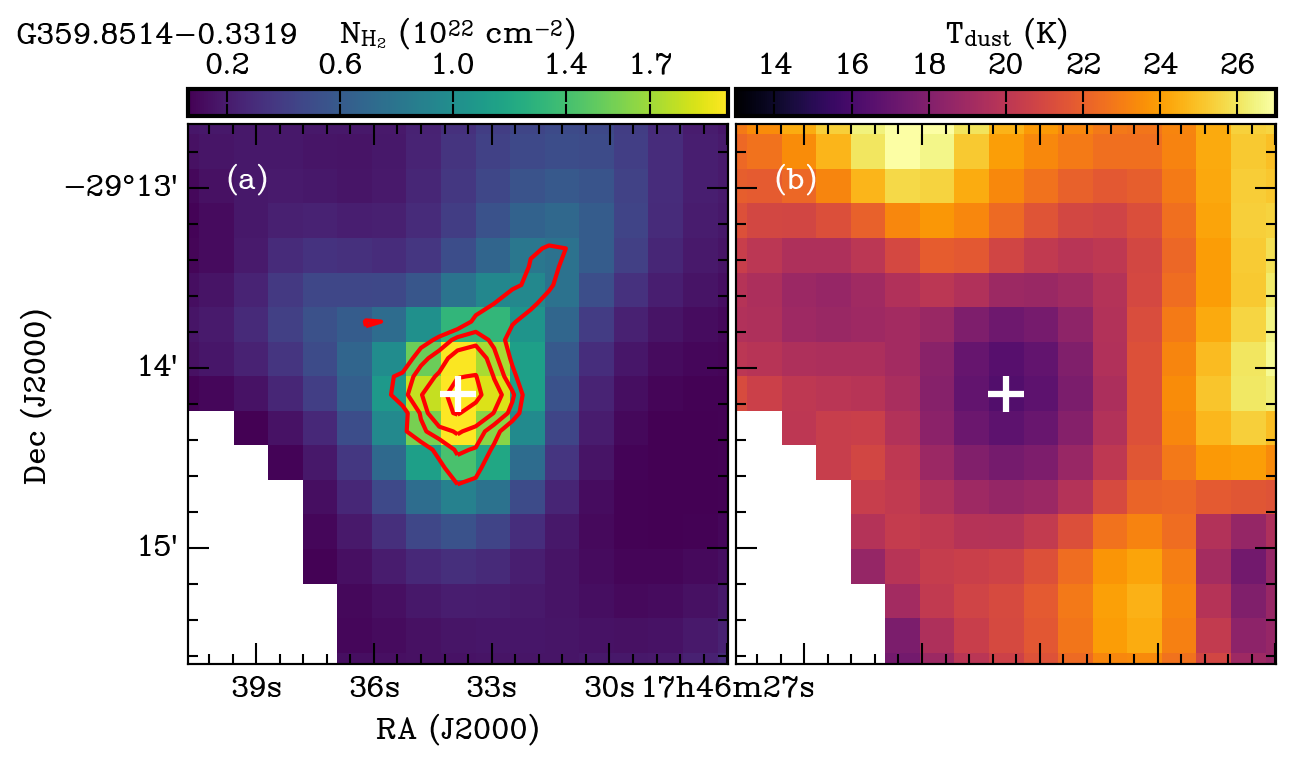 G359.8514−0.3319 N_H₂ (10²² cm⁻²) T_dust (K)
0.2 0.6 1.0 1.4 1.7 14 16 18 20 22 24 26
(a) (b)
−29°13'
14'
15'
Dec (J2000)
39s 36s 33s 30s 17h46m27s
RA (J2000)